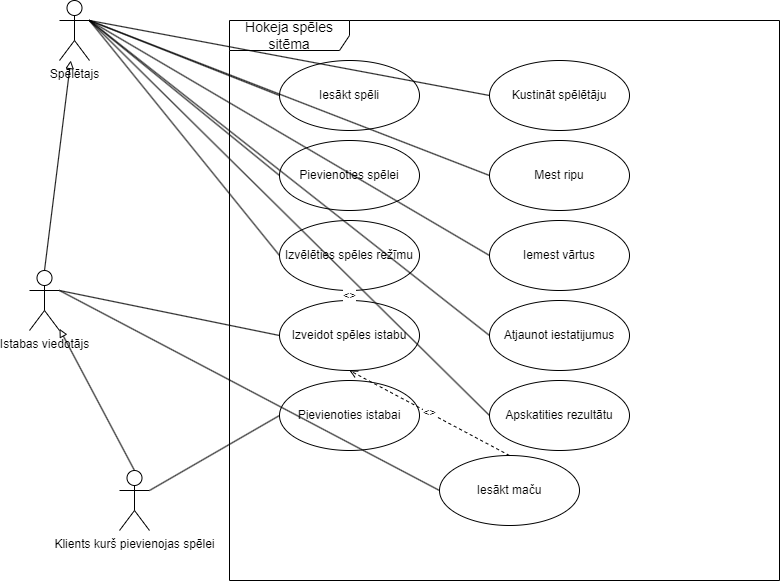 Hokeja spēles
sitēma
Spēlētajs
Iesākt spēli
Kustināt spēlētāju
Pievienoties spēlei
Mest ripu
Izvēlēties spēles režīmu
Iemest vārtus
<>
Istabas viedotājs
Izveidot spēles istabu
Atjaunot iestatijumus
Pievienoties istabai
<>
Apskatities rezultātu
Iesākt maču
Klients kurš pievienojas spēlei